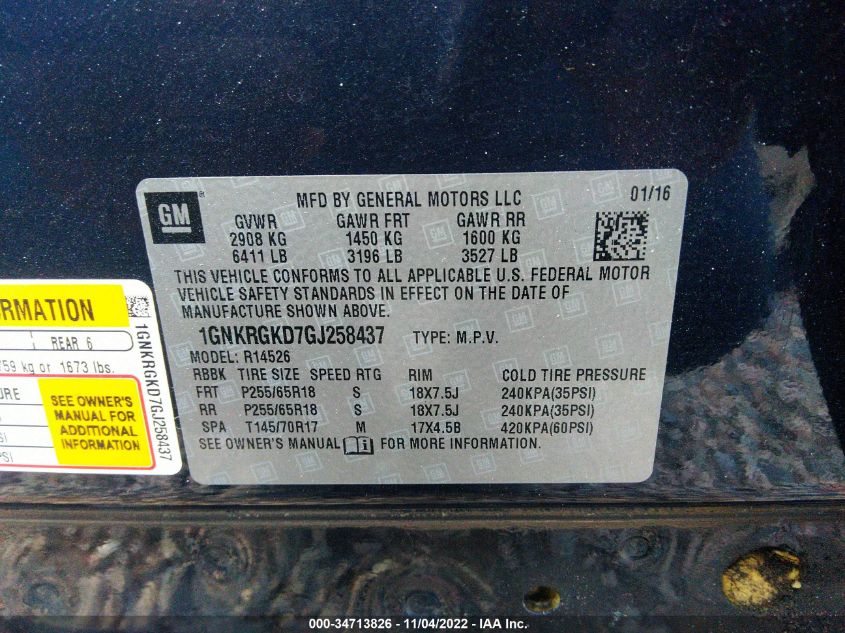 GM
MFD BY GENERAL MOTORS LLC 01/16
GVWR GAWR FRT GAWR RR
2908 KG 1450 KG 1600 KG
6411 LB 3196 LB 3527 LB
THIS VEHICLE CONFORMS TO ALL APPLICABLE U.S. FEDERAL MOTOR
VEHICLE SAFETY STANDARDS IN EFFECT ON THE DATE OF
MANUFACTURE SHOWN ABOVE.
1GNKRGKD7GJ258437 TYPE: M.P.V.
MODEL: R14526
RBBK TIRE SIZE SPEED RTG RIM COLD TIRE PRESSURE
FRT P255/65R18 S 18X7.5J 240KPA(35PSI)
RR P255/65R18 S 18X7.5J 240KPA(35PSI)
SPA T145/70R17 M 17X4.5B 420KPA(60PSI)
SEE OWNER'S MANUAL FOR MORE INFORMATION.
REAR 6
kg or 1673 lbs.
SEE OWNER'S
MANUAL FOR
ADDITIONAL
INFORMATION
1GNKRGKD7GJ258437
000-34713826 - 11/04/2022 - IAA Inc.